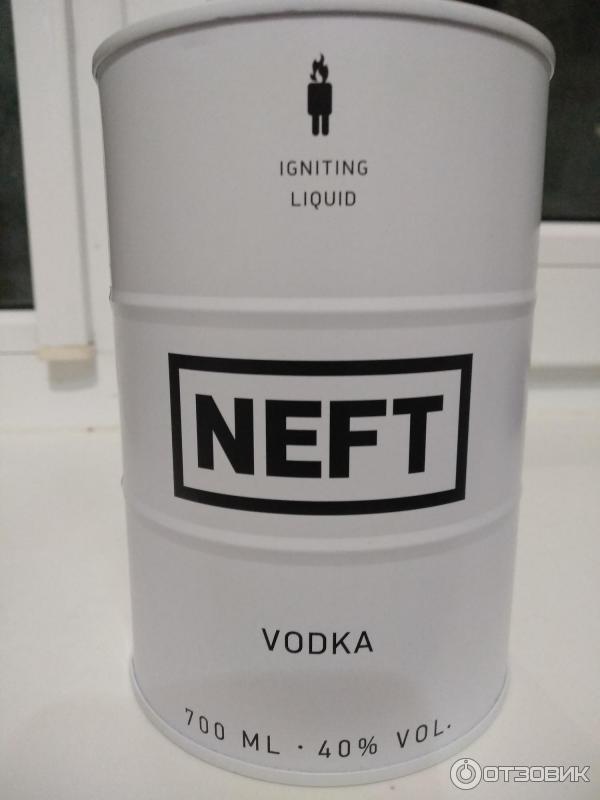 IGNITING
LIQUID
NEFT
VODKA
700 ML · 40% VOL.
ОТЗОВИК